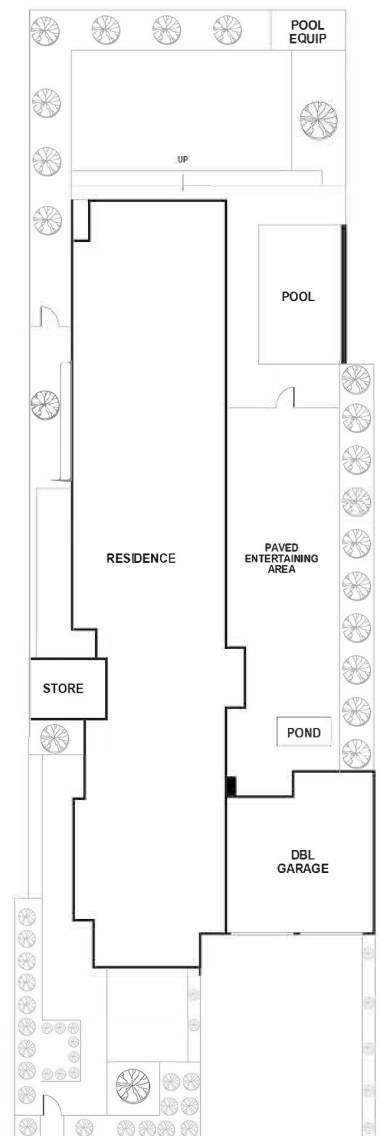 POOL
EQUIP
UP
POOL
RESIDENCE
PAVED
ENTERTAINING
AREA
STORE
POND
DBL
GARAGE